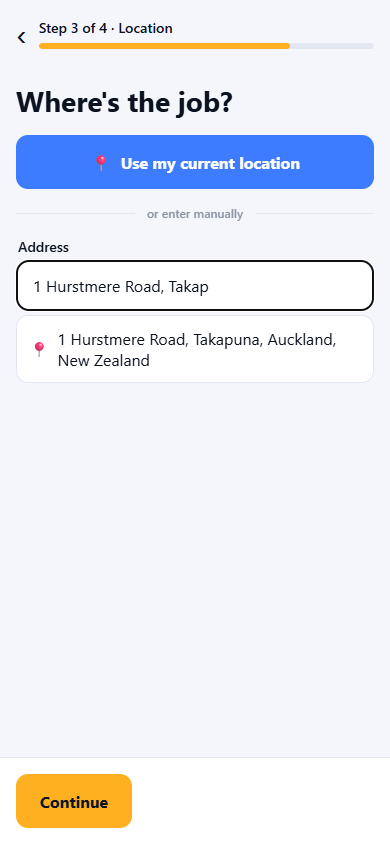 Step 3 of 4 · Location
Where's the job?
Use my current location
or enter manually
Address
1 Hurstmere Road, Takap
1 Hurstmere Road, Takapuna, Auckland,
New Zealand
Continue